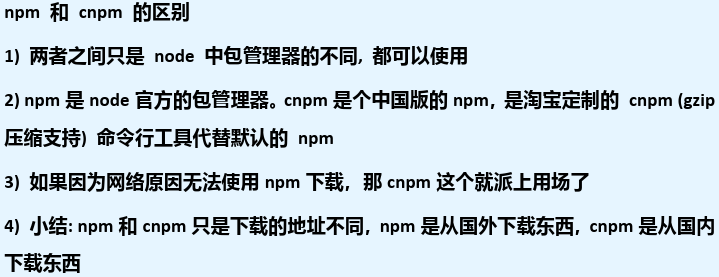 npm 和 cnpm 的区别
1) 两者之间只是 node 中包管理器的不同, 都可以使用
2) npm 是 node 官方的包管理器。cnpm 是个中国版的 npm, 是淘宝定制的 cnpm (gzip
压缩支持) 命令行工具代替默认的 npm
3) 如果因为网络原因无法使用 npm 下载, 那 cnpm 这个就派上用场了
4) 小结: npm 和 cnpm 只是下载的地址不同, npm 是从国外下载东西, cnpm 是从国内
下载东西